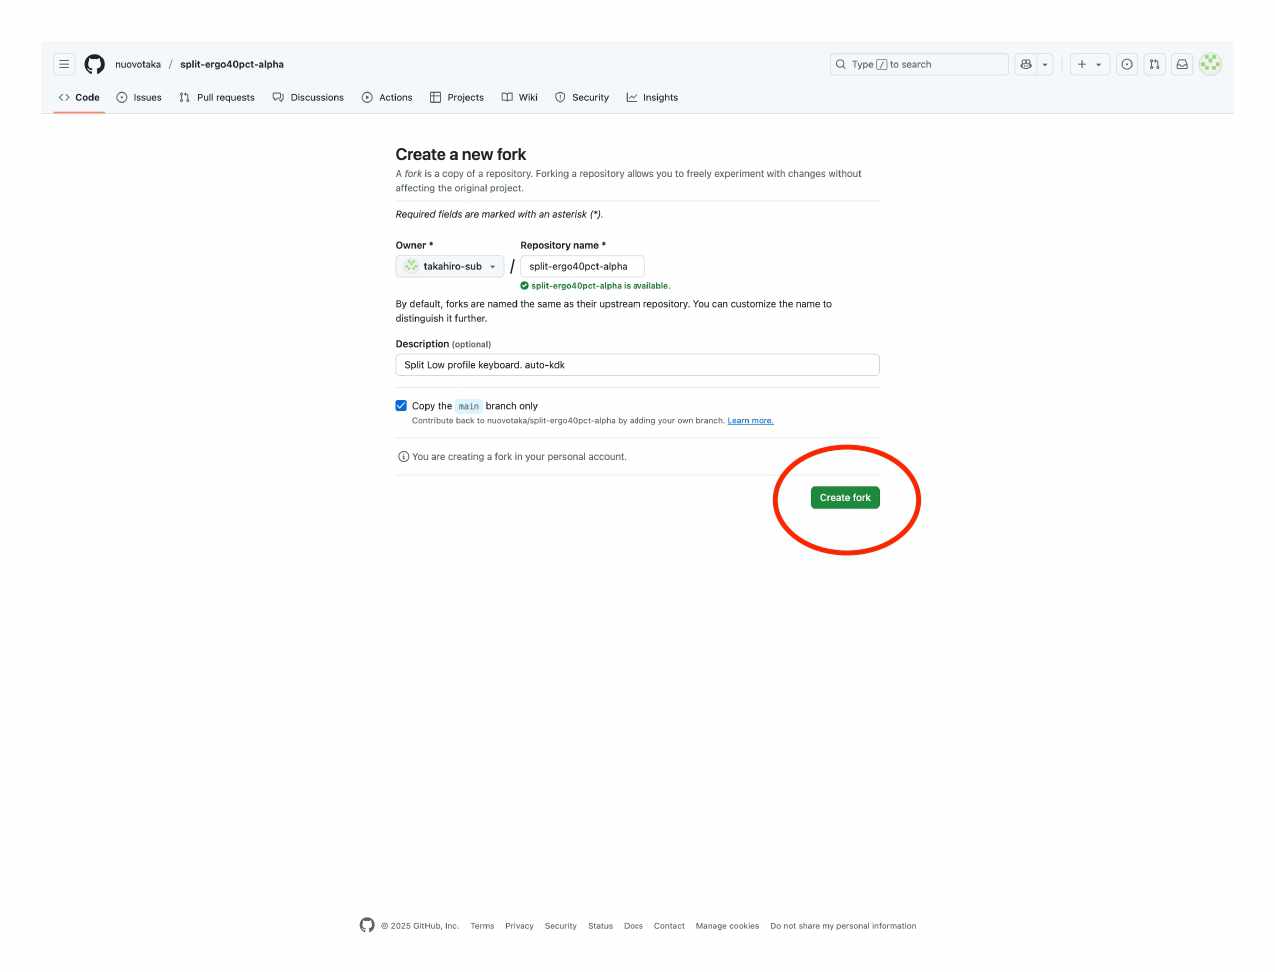 nuovotaka / split-ergo40pct-alpha
Type / to search
Code Issues Pull requests Discussions Actions Projects Wiki Security Insights
Create a new fork
A fork is a copy of a repository. Forking a repository allows you to freely experiment with changes without
affecting the original project.
Required fields are marked with an asterisk (*).
Owner * Repository name *
takahiro-sub / split-ergo40pct-alpha
split-ergo40pct-alpha is available.
By default, forks are named the same as their upstream repository. You can customize the name to
distinguish it further.
Description (optional)
Split Low profile keyboard. auto-kdk
Copy the main branch only
Contribute back to nuovotaka/split-ergo40pct-alpha by adding your own branch. Learn more.
You are creating a fork in your personal account.
Create fork
© 2025 GitHub, Inc. Terms Privacy Security Status Docs Contact Manage cookies Do not share my personal information